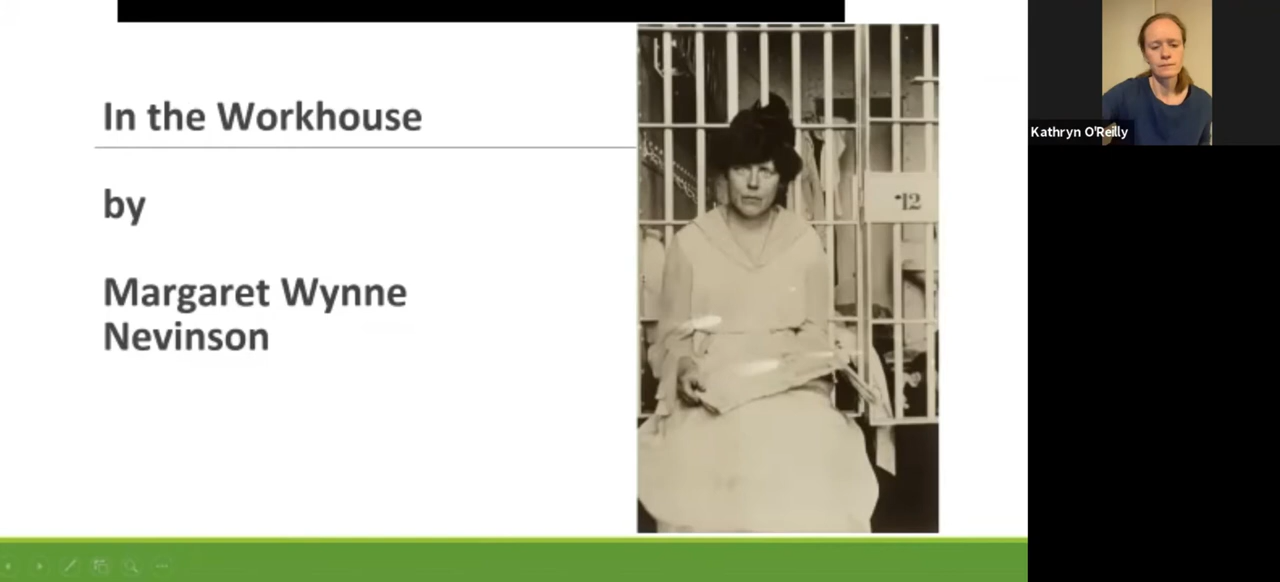 In the Workhouse
by
Margaret Wynne
Nevinson
12
Kathryn O'Reilly